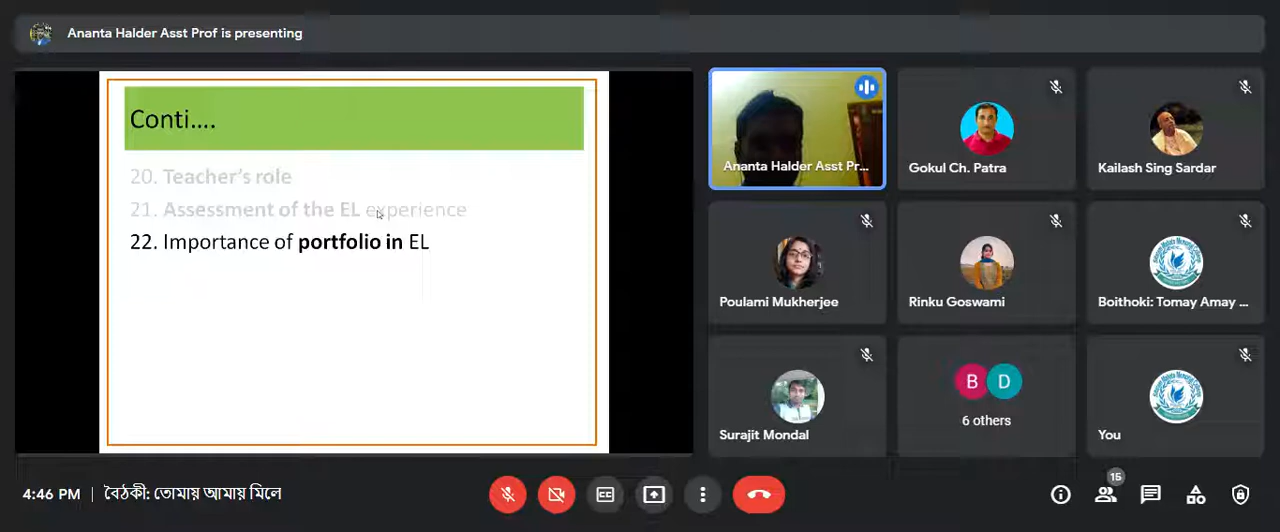 Ananta Halder Asst Prof is presenting
Conti....
20. Teacher's role
21. Assessment of the EL experience
22. Importance of portfolio in EL
Ananta Halder Asst Pr...
Gokul Ch. Patra
Kailash Sing Sardar
Poulami Mukherjee
Rinku Goswami
Boithoki: Tomay Amay ...
Surajit Mondal
B D
6 others
You
4:46 PM | বৈঠকী: তোমায় আমায় মিলে
CC
15